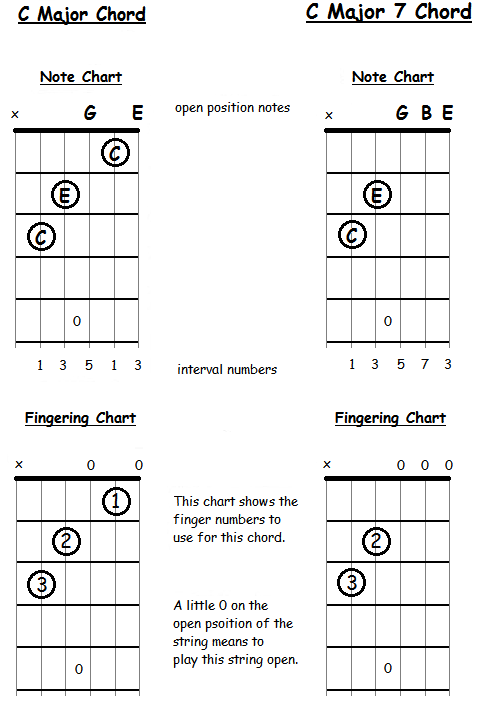 C Major Chord
C Major 7 Chord
Note Chart
Note Chart
x G E
open position notes
x G B E
C
E
E
C
C
0
0
1 3 5 1 3
interval numbers
1 3 5 7 3
Fingering Chart
Fingering Chart
x 0 0
x 0 0 0
1
This chart shows the
finger numbers to
use for this chord.
2
2
3
3
A little 0 on the
open psoition of the
string means to
play this string open.
0
0